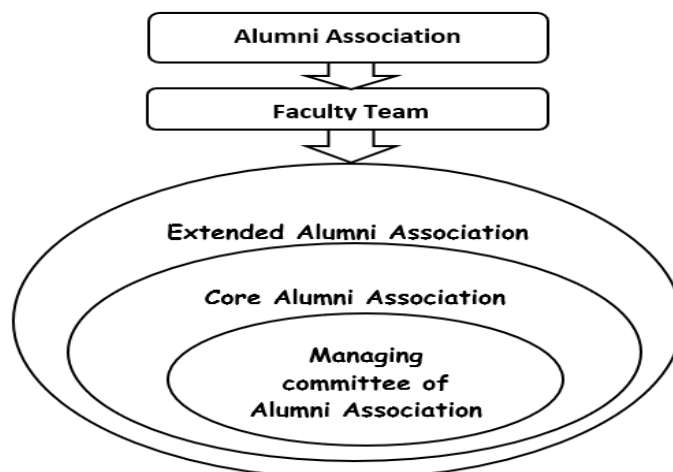 Alumni Association
Faculty Team
Extended Alumni Association
Core Alumni Association
Managing
committee of
Alumni Association